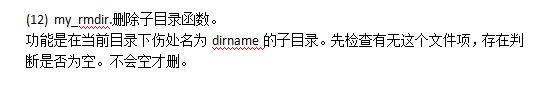 (12) my_rmdir,删除子目录函数。
功能是在当前目录下伤处名为 dirname 的子目录。先检查有无这个文件项，存在判
断是否为空。不会空才删。